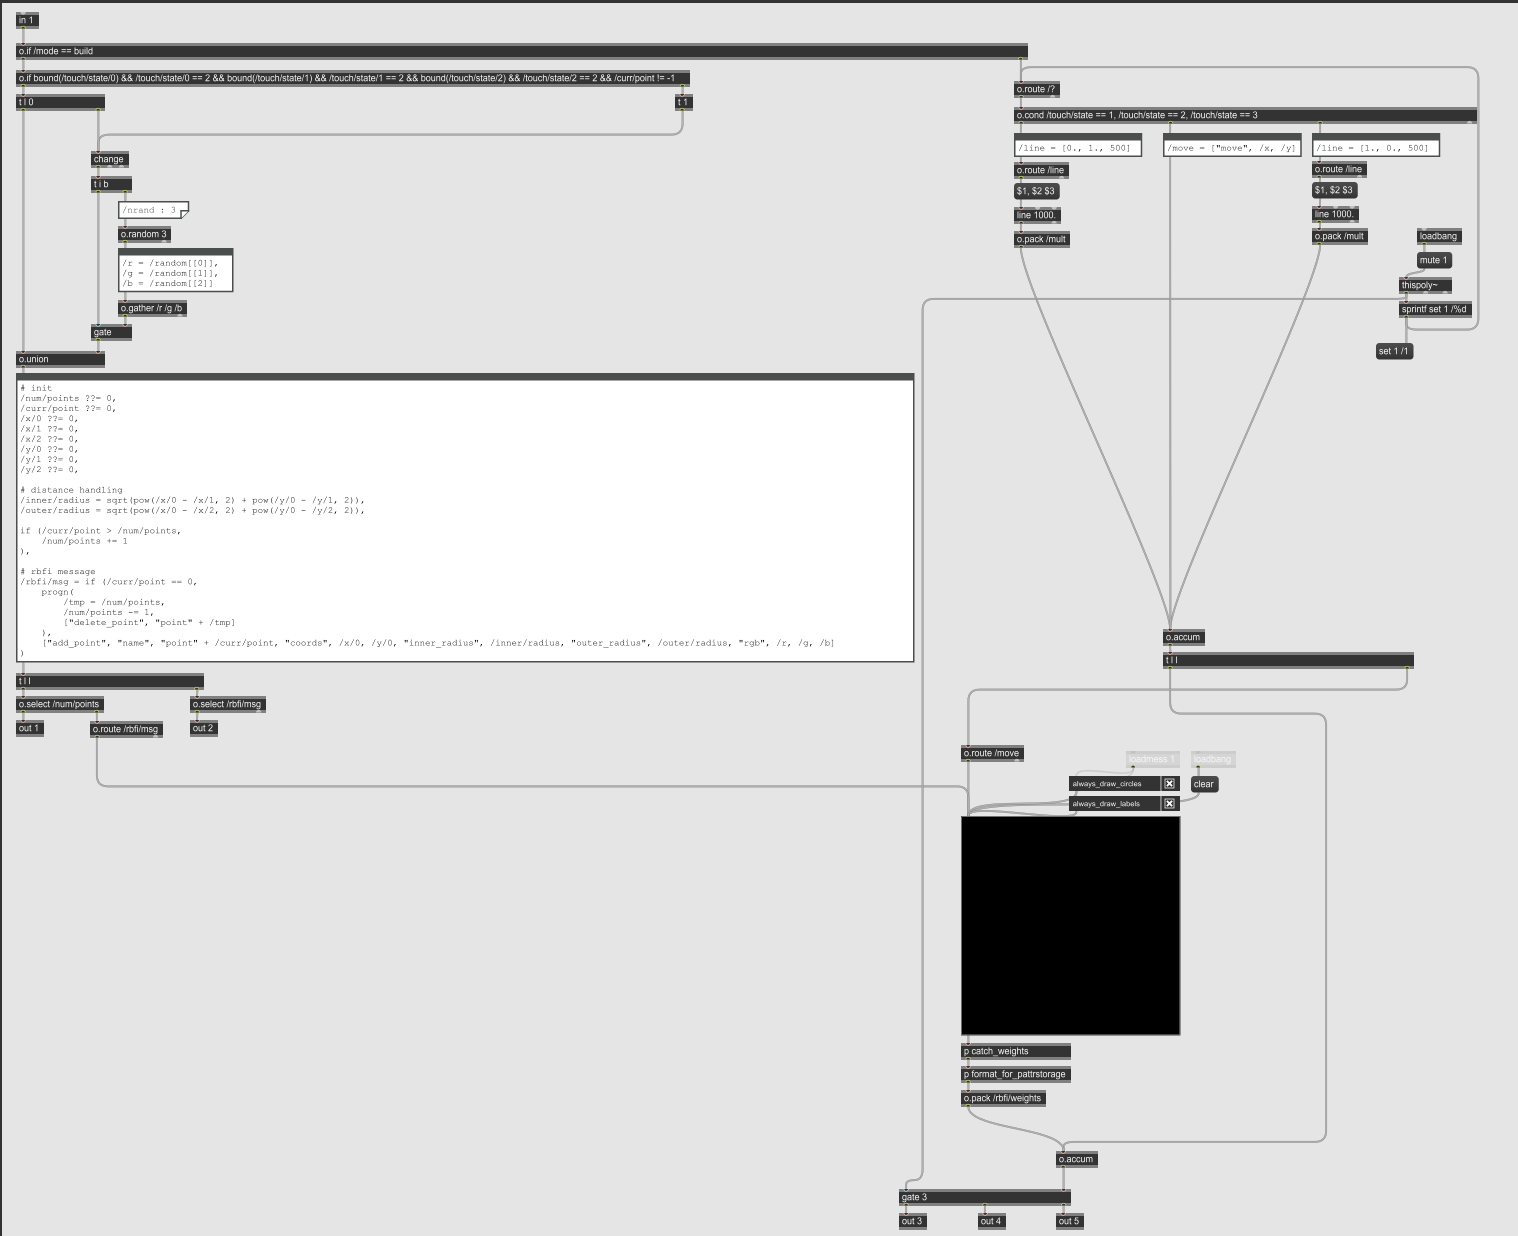 in 1
o.if /mode == build
o.if bound(/touch/state/0) && /touch/state/0 == 2 && bound(/touch/state/1) && /touch/state/1 == 2 && bound(/touch/state/2) && /touch/state/2 == 2 && /curr/point != -1
t l 0
t 1
change
t i b
/nrand : 3
o.random 3
/r = /random[[0]],
/g = /random[[1]],
/b = /random[[2]]
o.gather /r /g /b
gate
o.union
# init
/num/points ??= 0,
/curr/point ??= 0,
/x/0 ??= 0,
/x/1 ??= 0,
/x/2 ??= 0,
/y/0 ??= 0,
/y/1 ??= 0,
/y/2 ??= 0,
# distance handling
/inner/radius = sqrt(pow(/x/0 - /x/1, 2) + pow(/y/0 - /y/1, 2)),
/outer/radius = sqrt(pow(/x/0 - /x/2, 2) + pow(/y/0 - /y/2, 2)),
if (/curr/point > /num/points,
/num/points += 1
),
# rbfi message
/rbfi/msg = if (/curr/point == 0,
progn(
/tmp = /num/points,
/num/points -= 1,
["delete_point", "point" + /tmp]
),
["add_point", "name", "point" + /curr/point, "coords", /x/0, /y/0, "inner_radius", /inner/radius, "outer_radius", /outer/radius, "rgb", /r, /g, /b]
)
t l l
o.select /num/points
o.select /rbfi/msg
out 1
o.route /rbfi/msg
out 2
o.route /?
o.cond /touch/state == 1, /touch/state == 2, /touch/state == 3
/line = [0., 1., 500]
/move = ["move", /x, /y]
/line = [1., 0., 500]
o.route /line
o.route /line
$1, $2 $3
$1, $2 $3
line 1000.
line 1000.
o.pack /mult
o.pack /mult
loadbang
mute 1
thispoly~
sprintf set 1 /%d
set 1 /1
o.accum
t l l
o.route /move
loadmess 1
loadbang
always_draw_circles
clear
always_draw_labels
p catch_weights
p format_for_pattrstorage
o.pack /rbfi/weights
o.accum
gate 3
out 3
out 4
out 5